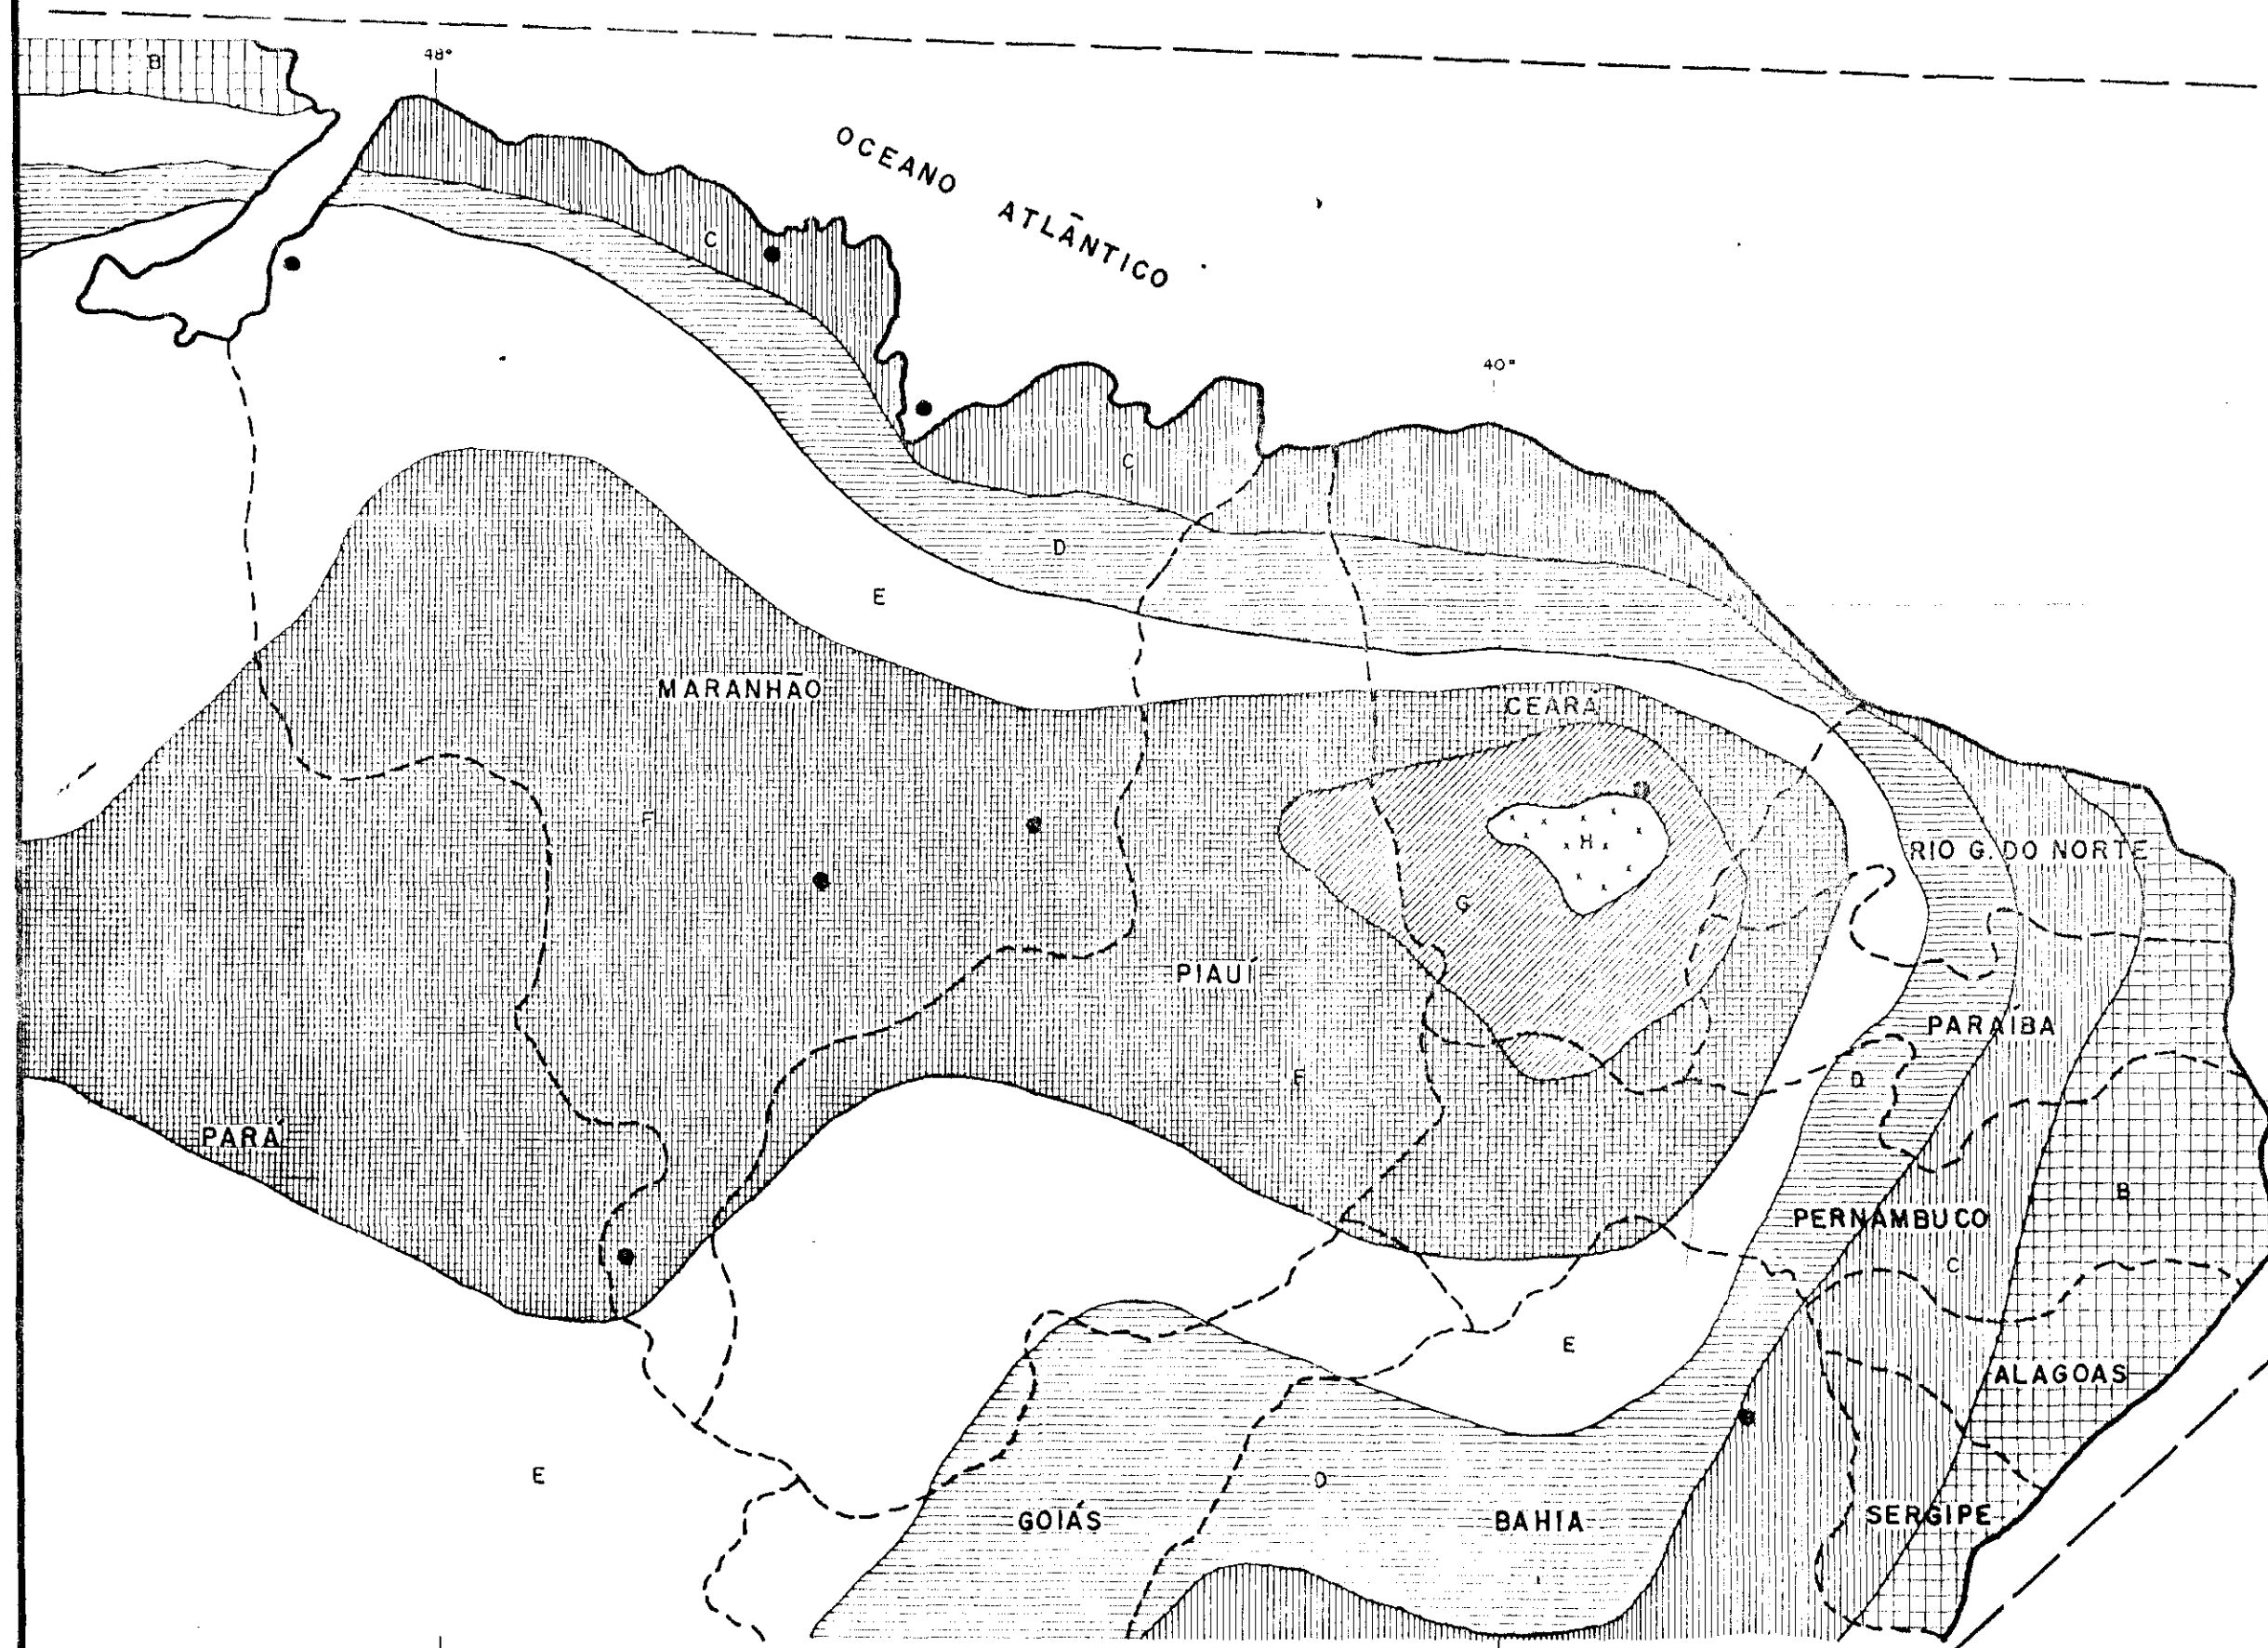 B
48°
OCEANO ATLÂNTICO
C
40°
C
D
E
MARANHÃO
CEARÁ
F
H
RIO G. DO NORTE
G
PIAUÍ
PARAÍBA
F
D
PARÁ
B
PERNAMBUCO
C
E
ALAGOAS
E
D
GOIÁS
BAHIA
SERGIPE